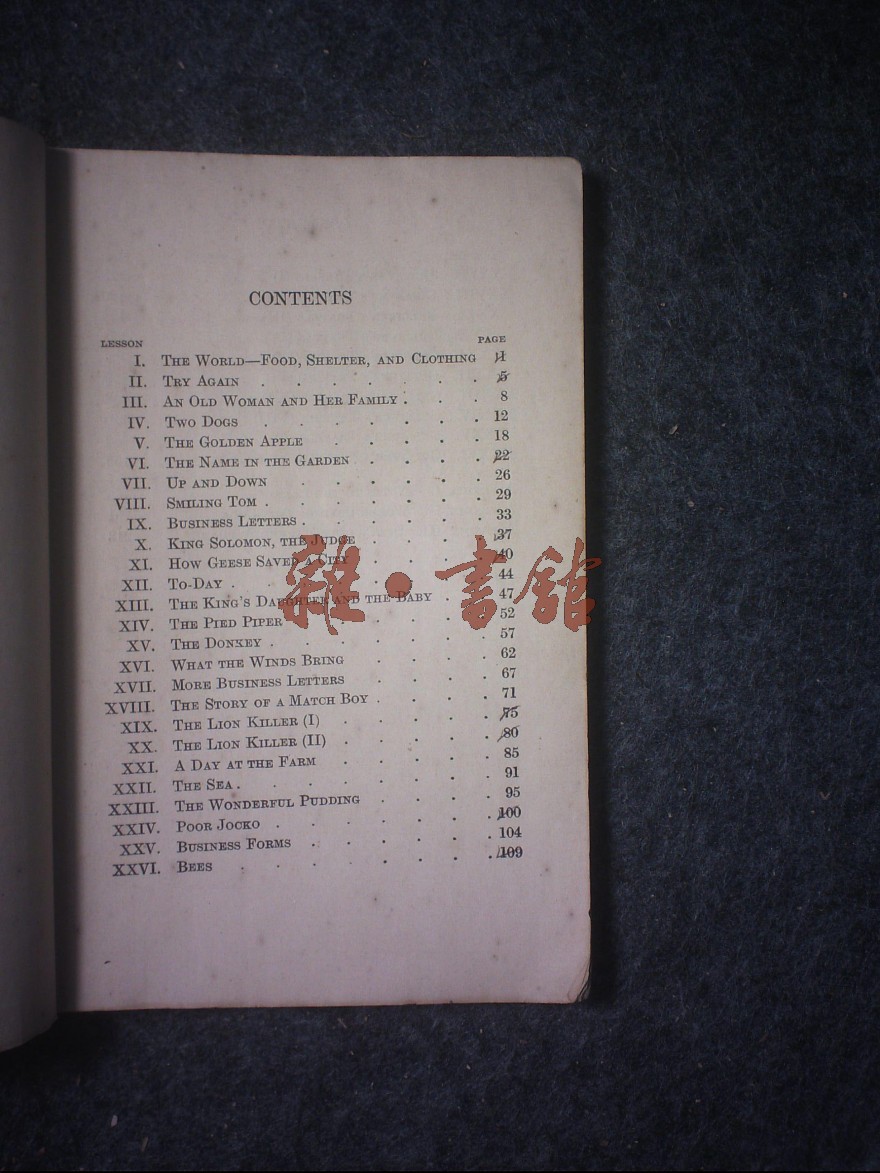 CONTENTS
LESSON PAGE
I. THE WORLD—FOOD, SHELTER, AND CLOTHING 1
II. TRY AGAIN . . . . . . . 5
III. AN OLD WOMAN AND HER FAMILY . . . 8
IV. TWO DOGS . . . . . . . 12
V. THE GOLDEN APPLE . . . . . 18
VI. THE NAME IN THE GARDEN . . . . 22
VII. UP AND DOWN . . . . . . 26
VIII. SMILING TOM . . . . . . . 29
IX. BUSINESS LETTERS . . . . . . 33
X. KING SOLOMON, THE JUDGE . . . . 37
XI. HOW GEESE SAVED A CITY . . . . 40
XII. TO-DAY . . . . . . . . 44
XIII. THE KING'S DAUGHTER AND THE BABY . . 47
XIV. THE PIED PIPER . . . . . . 52
XV. THE DONKEY . . . . . . . 57
XVI. WHAT THE WINDS BRING . . . . 62
XVII. MORE BUSINESS LETTERS . . . . 67
XVIII. THE STORY OF A MATCH BOY . . . . 71
XIX. THE LION KILLER (I) . . . . . 75
XX. THE LION KILLER (II) . . . . . 80
XXI. A DAY AT THE FARM . . . . . 85
XXII. THE SEA . . . . . . . . 91
XXIII. THE WONDERFUL PUDDING . . . . 95
XXIV. POOR JOCKO . . . . . . . 100
XXV. BUSINESS FORMS . . . . . . 104
XXVI. BEES . . . . . . . . 109
雜·書館